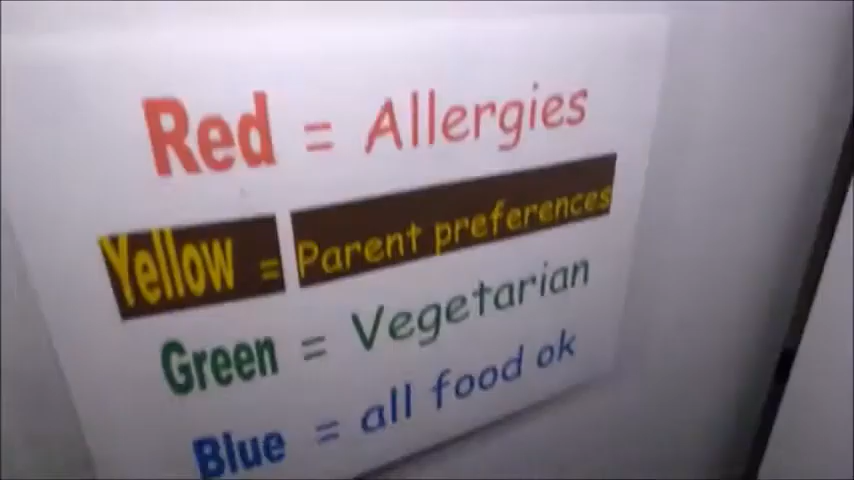 Red = Allergies
Yellow = Parent preferences
Green = Vegetarian
Blue = all food ok